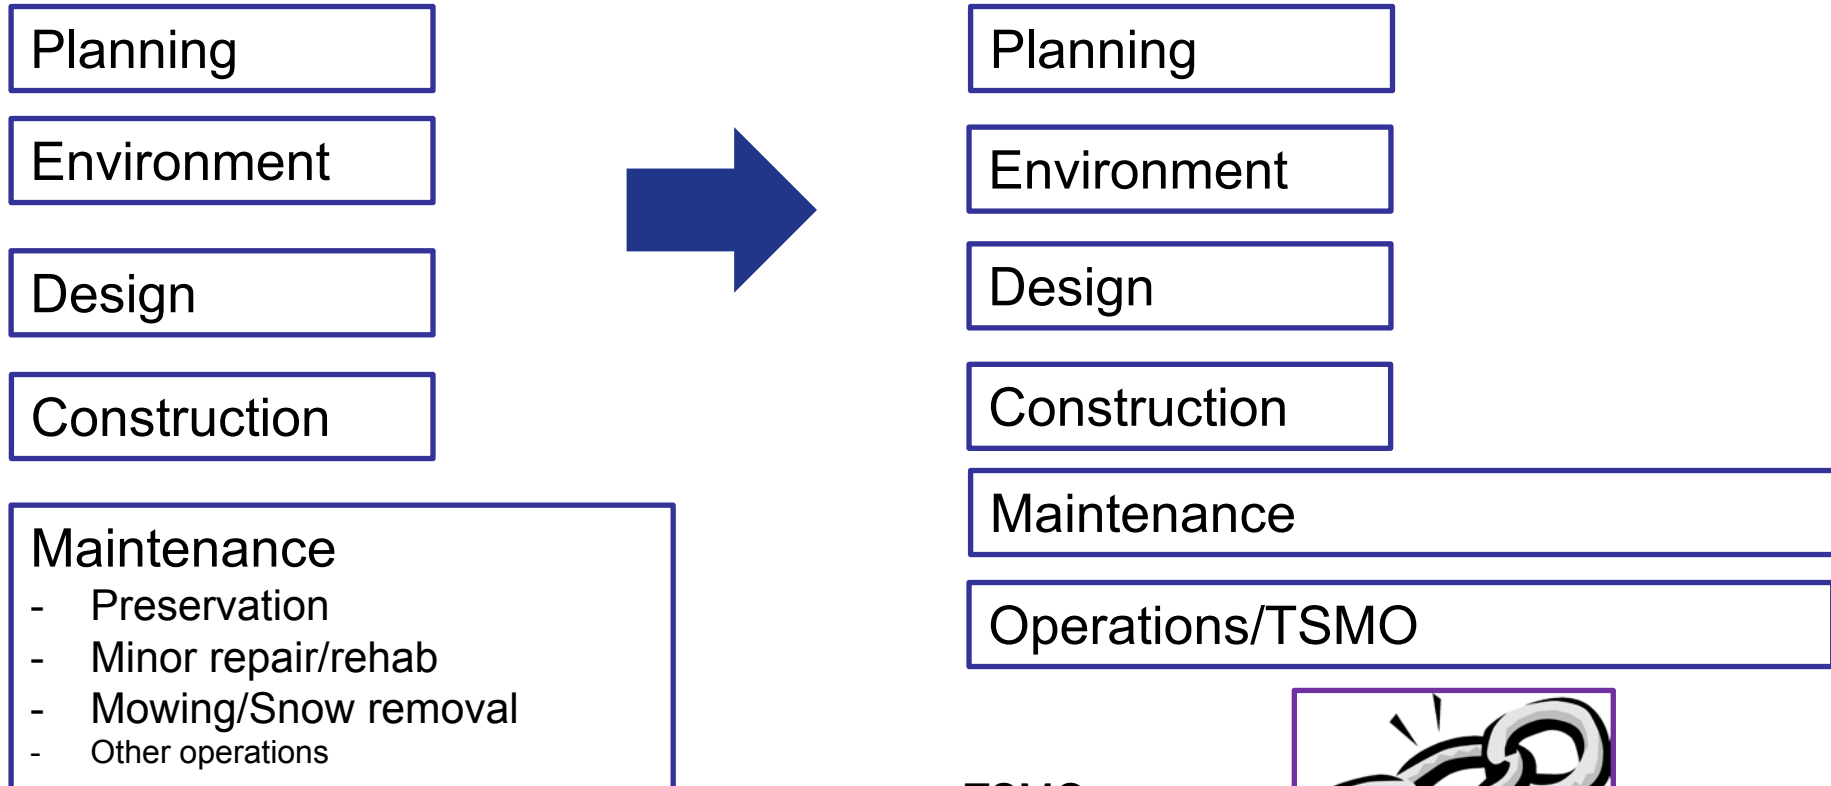 Planning
Environment
Design
Construction
Maintenance
- Preservation
- Minor repair/rehab
- Mowing/Snow removal
- Other operations
Planning
Environment
Design
Construction
Maintenance
Operations/TSMO
TSMO